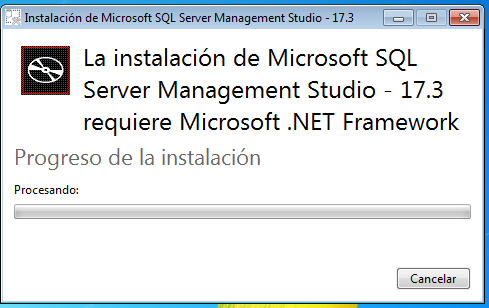 Instalación de Microsoft SQL Server Management Studio - 17.3
La instalación de Microsoft SQL
Server Management Studio - 17.3
requiere Microsoft .NET Framework
Progreso de la instalación
Procesando:
Cancelar